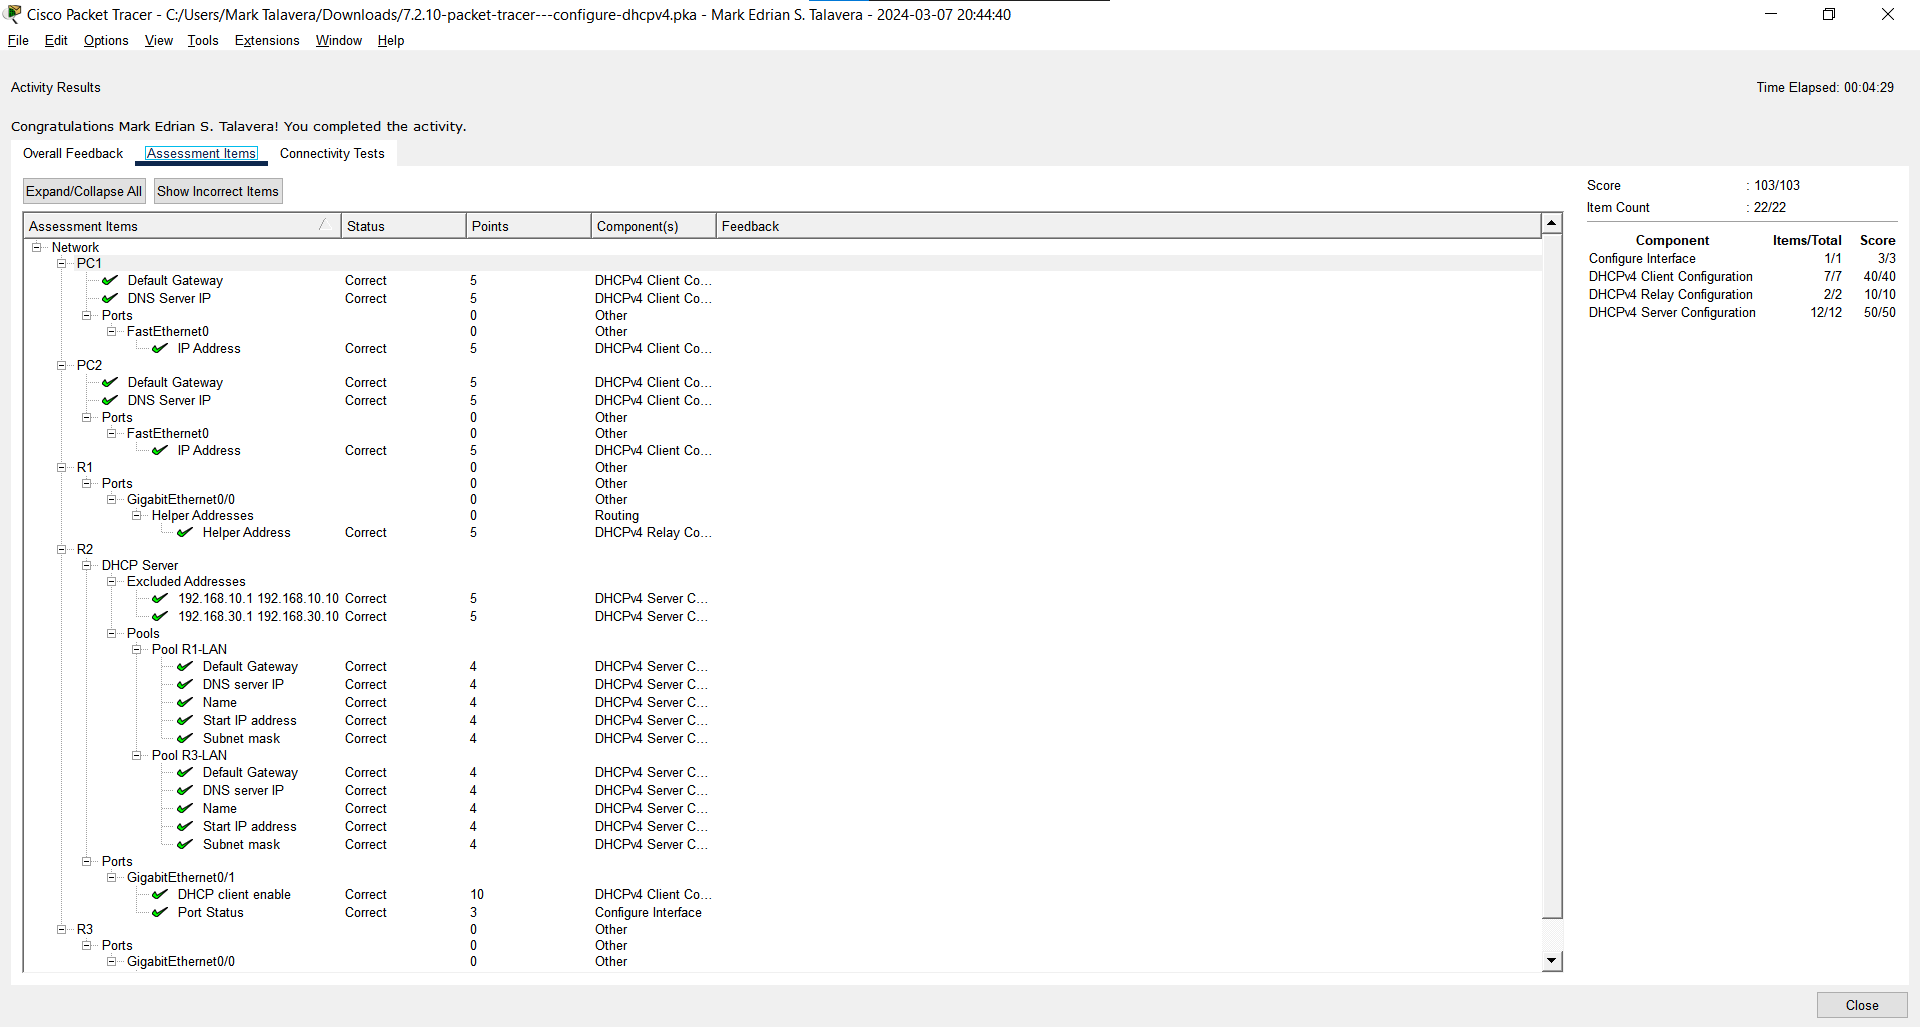 Cisco Packet Tracer - C:/Users/Mark Talavera/Downloads/7.2.10-packet-tracer---configure-dhcpv4.pka - Mark Edrian S. Talavera - 2024-03-07 20:44:40
File Edit Options View Tools Extensions Window Help
Activity Results Time Elapsed: 00:04:29
Congratulations Mark Edrian S. Talavera! You completed the activity.
Overall Feedback Assessment Items Connectivity Tests
Expand/Collapse All Show Incorrect Items
Assessment Items Status Points Component(s) Feedback
Network
PC1
Default Gateway Correct 5 DHCPv4 Client Co...
DNS Server IP Correct 5 DHCPv4 Client Co...
Ports 0 Other
FastEthernet0 0 Other
IP Address Correct 5 DHCPv4 Client Co...
PC2
Default Gateway Correct 5 DHCPv4 Client Co...
DNS Server IP Correct 5 DHCPv4 Client Co...
Ports 0 Other
FastEthernet0 0 Other
IP Address Correct 5 DHCPv4 Client Co...
R1 0 Other
Ports 0 Other
GigabitEthernet0/0 0 Other
Helper Addresses 0 Routing
Helper Address Correct 5 DHCPv4 Relay Co...
R2
DHCP Server
Excluded Addresses
192.168.10.1 192.168.10.10 Correct 5 DHCPv4 Server C...
192.168.30.1 192.168.30.10 Correct 5 DHCPv4 Server C...
Pools
Pool R1-LAN
Default Gateway Correct 4 DHCPv4 Server C...
DNS server IP Correct 4 DHCPv4 Server C...
Name Correct 4 DHCPv4 Server C...
Start IP address Correct 4 DHCPv4 Server C...
Subnet mask Correct 4 DHCPv4 Server C...
Pool R3-LAN
Default Gateway Correct 4 DHCPv4 Server C...
DNS server IP Correct 4 DHCPv4 Server C...
Name Correct 4 DHCPv4 Server C...
Start IP address Correct 4 DHCPv4 Server C...
Subnet mask Correct 4 DHCPv4 Server C...
Ports
GigabitEthernet0/1
DHCP client enable Correct 10 DHCPv4 Client Co...
Port Status Correct 3 Configure Interface
R3 0 Other
Ports 0 Other
GigabitEthernet0/0 0 Other
Score : 103/103
Item Count : 22/22
Component Items/Total Score
Configure Interface 1/1 3/3
DHCPv4 Client Configuration 7/7 40/40
DHCPv4 Relay Configuration 2/2 10/10
DHCPv4 Server Configuration 12/12 50/50
Close